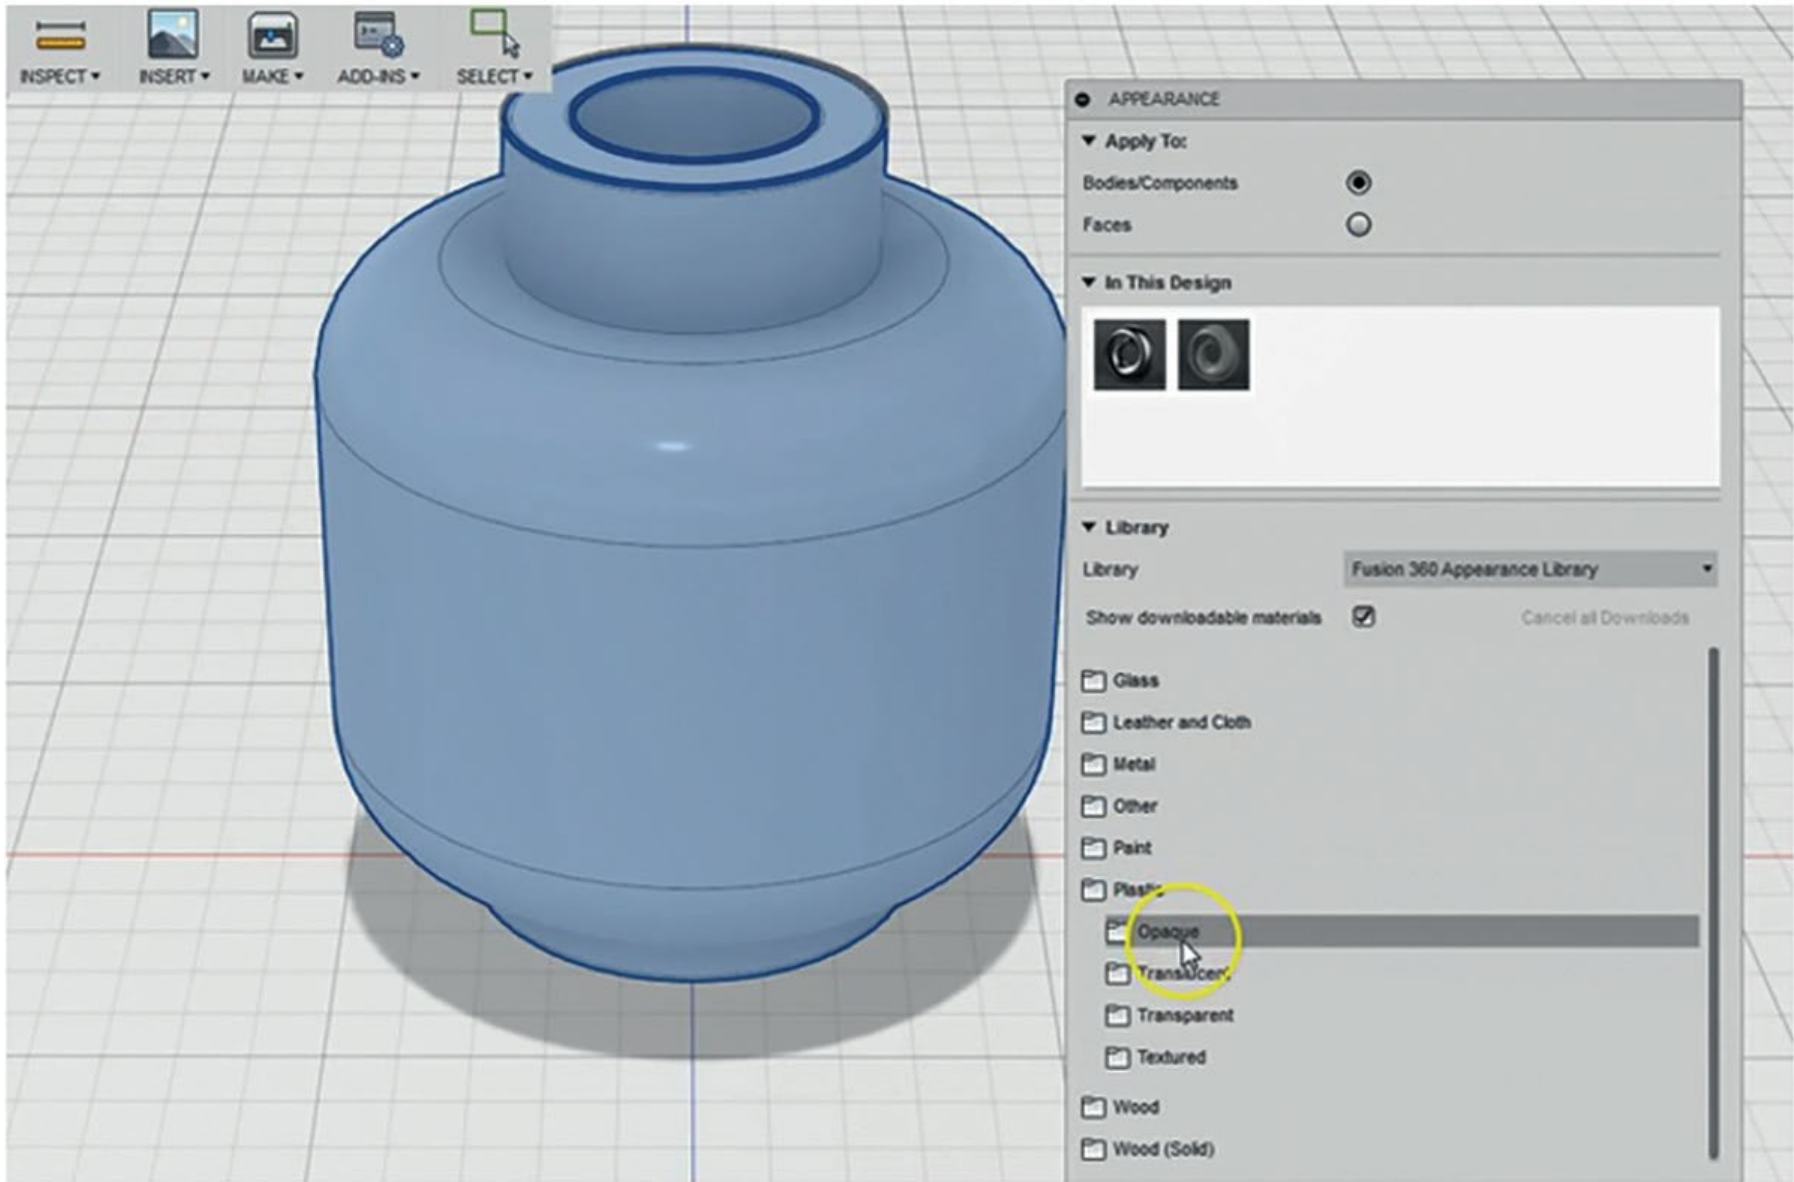 INSPECT INSERT MAKE ADD-INS SELECT
APPEARANCE
Apply To:
Bodies/Components
Faces
In This Design
Library
Library Fusion 360 Appearance Library
Show downloadable materials Cancel all Downloads
Glass
Leather and Cloth
Metal
Other
Paint
Plastic
Opaque
Translucent
Transparent
Textured
Wood
Wood (Solid)